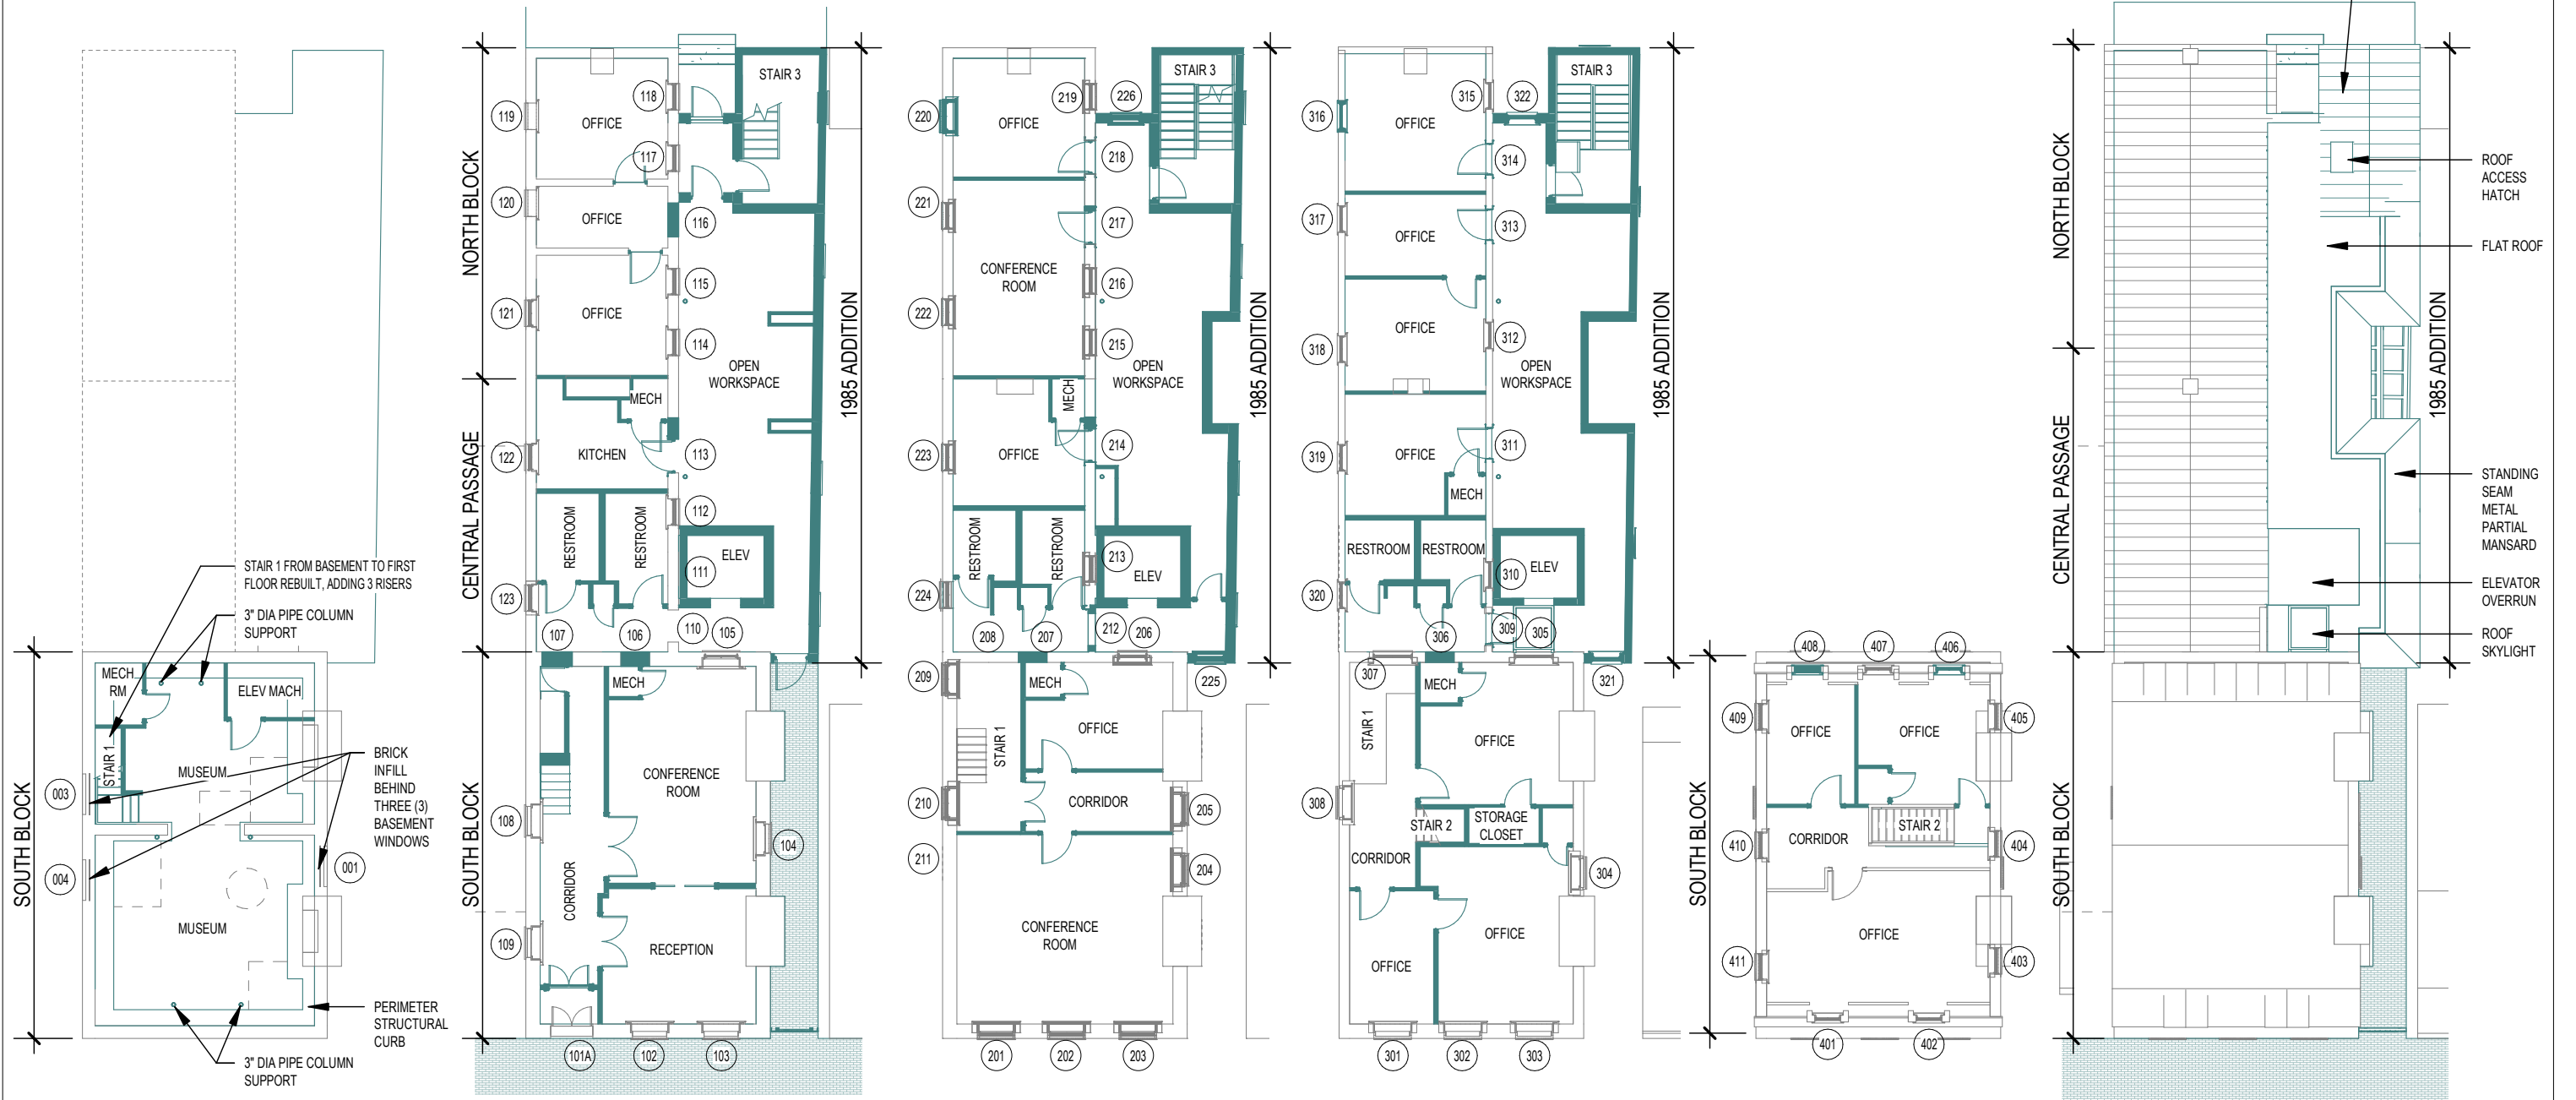 STAIR 1 FROM BASEMENT TO FIRST
FLOOR REBUILT, ADDING 3 RISERS
3" DIA PIPE COLUMN
SUPPORT
MECH
RM
ELEV MACH
STAIR 1
MUSEUM
003
004
001
BRICK
INFILL
BEHIND
THREE (3)
BASEMENT
WINDOWS
MUSEUM
PERIMETER
STRUCTURAL
CURB
3" DIA PIPE COLUMN
SUPPORT
SOUTH BLOCK
NORTH BLOCK
CENTRAL PASSAGE
SOUTH BLOCK
1985 ADDITION
STAIR 3
119
118
OFFICE
117
120
OFFICE
116
115
121
OFFICE
114
OPEN
WORKSPACE
MECH
122
KITCHEN
113
112
RESTROOM
RESTROOM
ELEV
111
123
107
106
110
105
MECH
CONFERENCE
ROOM
108
104
CORRIDOR
109
RECEPTION
101A
102
103
1985 ADDITION
STAIR 3
219
226
220
OFFICE
218
221
217
CONFERENCE
ROOM
216
222
215
OPEN
WORKSPACE
MECH
223
OFFICE
214
RESTROOM
RESTROOM
213
ELEV
224
208
207
212
206
209
MECH
225
STAIR 1
OFFICE
210
CORRIDOR
205
211
204
CONFERENCE
ROOM
201
202
203
1985 ADDITION
STAIR 3
315
322
316
OFFICE
314
317
OFFICE
313
318
OFFICE
312
OPEN
WORKSPACE
319
OFFICE
311
MECH
RESTROOM
RESTROOM
310
ELEV
320
306
309
305
307
MECH
321
STAIR 1
OFFICE
308
STAIR 2
STORAGE
CLOSET
CORRIDOR
304
OFFICE
OFFICE
301
302
303
SOUTH BLOCK
408
407
406
409
OFFICE
OFFICE
405
410
CORRIDOR
STAIR 2
404
411
OFFICE
403
401
402
NORTH BLOCK
CENTRAL PASSAGE
SOUTH BLOCK
1985 ADDITION
ROOF
ACCESS
HATCH
FLAT ROOF
STANDING
SEAM
METAL
PARTIAL
MANSARD
ELEVATOR
OVERRUN
ROOF
SKYLIGHT